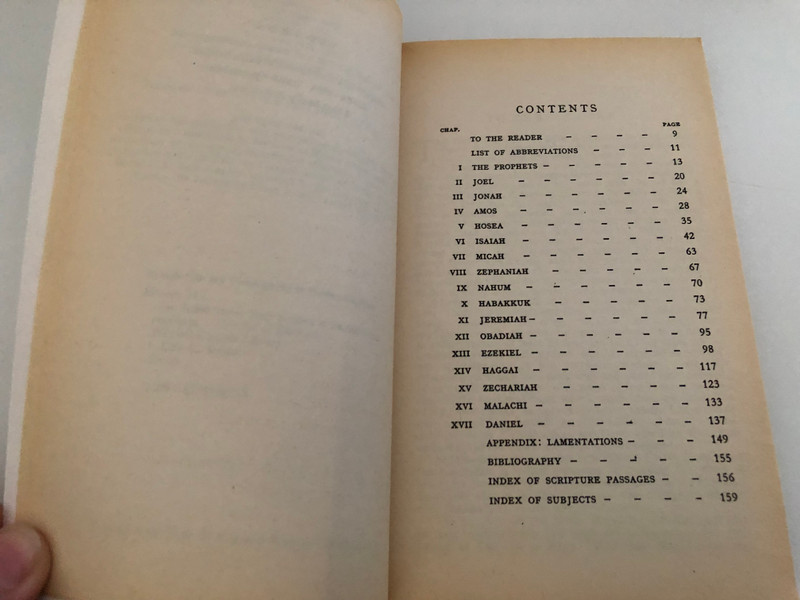 CONTENTS
CHAP. PAGE
TO THE READER – – – – 9
LIST OF ABBREVIATIONS – – – 11
I THE PROPHETS – – – – – 13
II JOEL – – – – – – 20
III JONAH – – – – – – 24
IV AMOS – – – – – – 28
V HOSEA – – – – – – 35
VI ISAIAH – – – – – – 42
VII MICAH – – – – – – 63
VIII ZEPHANIAH – – – – – 67
IX NAHUM – – – – – – 70
X HABAKKUK – – – – – 73
XI JEREMIAH – – – – – – 77
XII OBADIAH – – – – – – 95
XIII EZEKIEL – – – – – – 98
XIV HAGGAI – – – – – – 117
XV ZECHARIAH – – – – – 123
XVI MALACHI – – – – – – 133
XVII DANIEL – – – – – – 137
APPENDIX: LAMENTATIONS – – – 149
BIBLIOGRAPHY – – – – – 155
INDEX OF SCRIPTURE PASSAGES – – 156
INDEX OF SUBJECTS – – – – 159